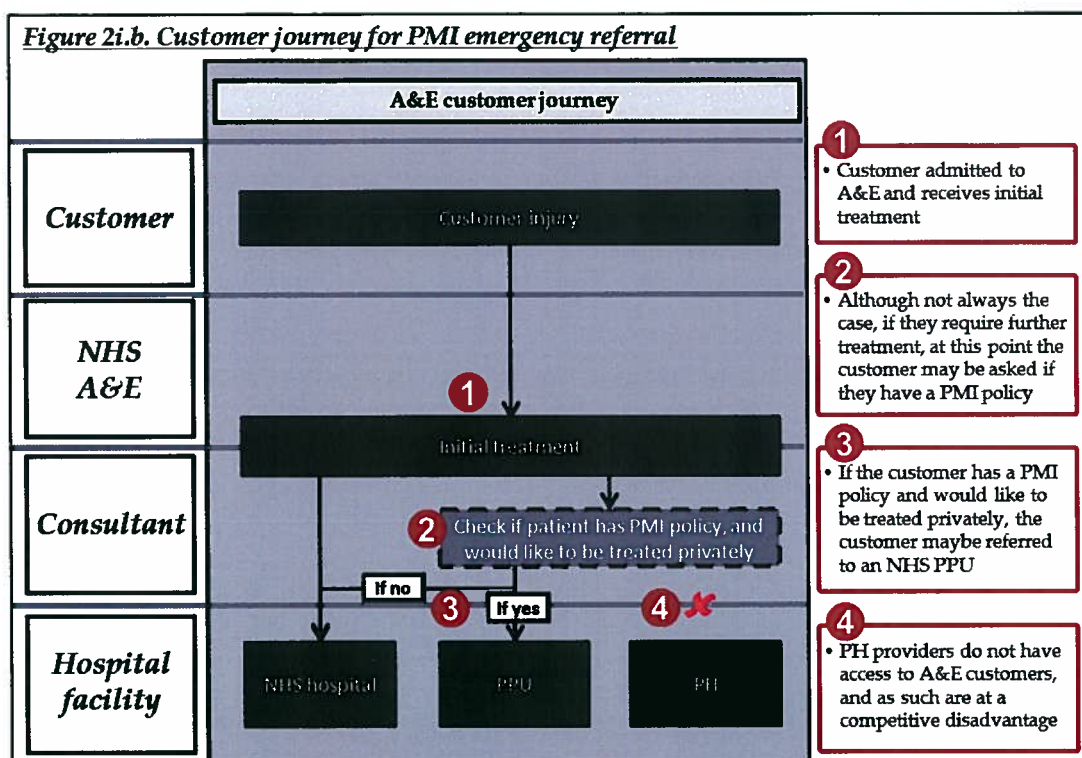 Figure 2i.b. Customer journey for PMI emergency referral
A&E customer journey
Customer
Customer injury
NHS
A&E
1
Initial treatment
Consultant
2
Check if patient has PMI policy, and
would like to be treated privately
If no
3
If yes
4
Hospital
facility
NHS hospital
PPU
PH
1
• Customer admitted to
A&E and receives initial
treatment
2
• Although not always the
case, if they require further
treatment, at this point the
customer may be asked if
they have a PMI policy
3
• If the customer has a PMI
policy and would like to
be treated privately, the
customer maybe referred
to an NHS PPU
4
• PH providers do not have
access to A&E customers,
and as such are at a
competitive disadvantage